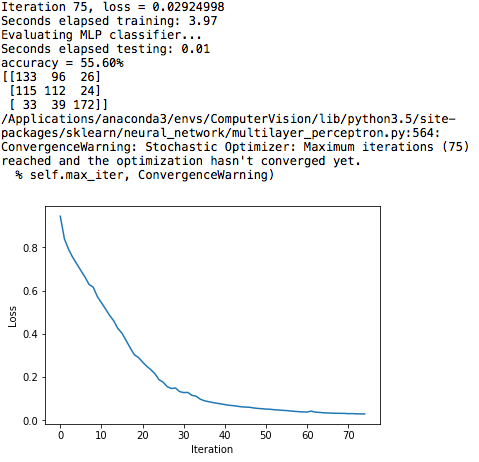 Iteration 75, loss = 0.02924998
Seconds elapsed training: 3.97
Evaluating MLP classifier...
Seconds elapsed testing: 0.01
accuracy = 55.60%
[[133  96  26]
 [115 112  24]
 [ 33  39 172]]
/Applications/anaconda3/envs/ComputerVision/lib/python3.5/site-
packages/sklearn/neural_network/multilayer_perceptron.py:564:
ConvergenceWarning: Stochastic Optimizer: Maximum iterations (75)
reached and the optimization hasn't converged yet.
  % self.max_iter, ConvergenceWarning)
0.8
0.6
0.4
0.2
0.0
Loss
0 10 20 30 40 50 60 70
Iteration